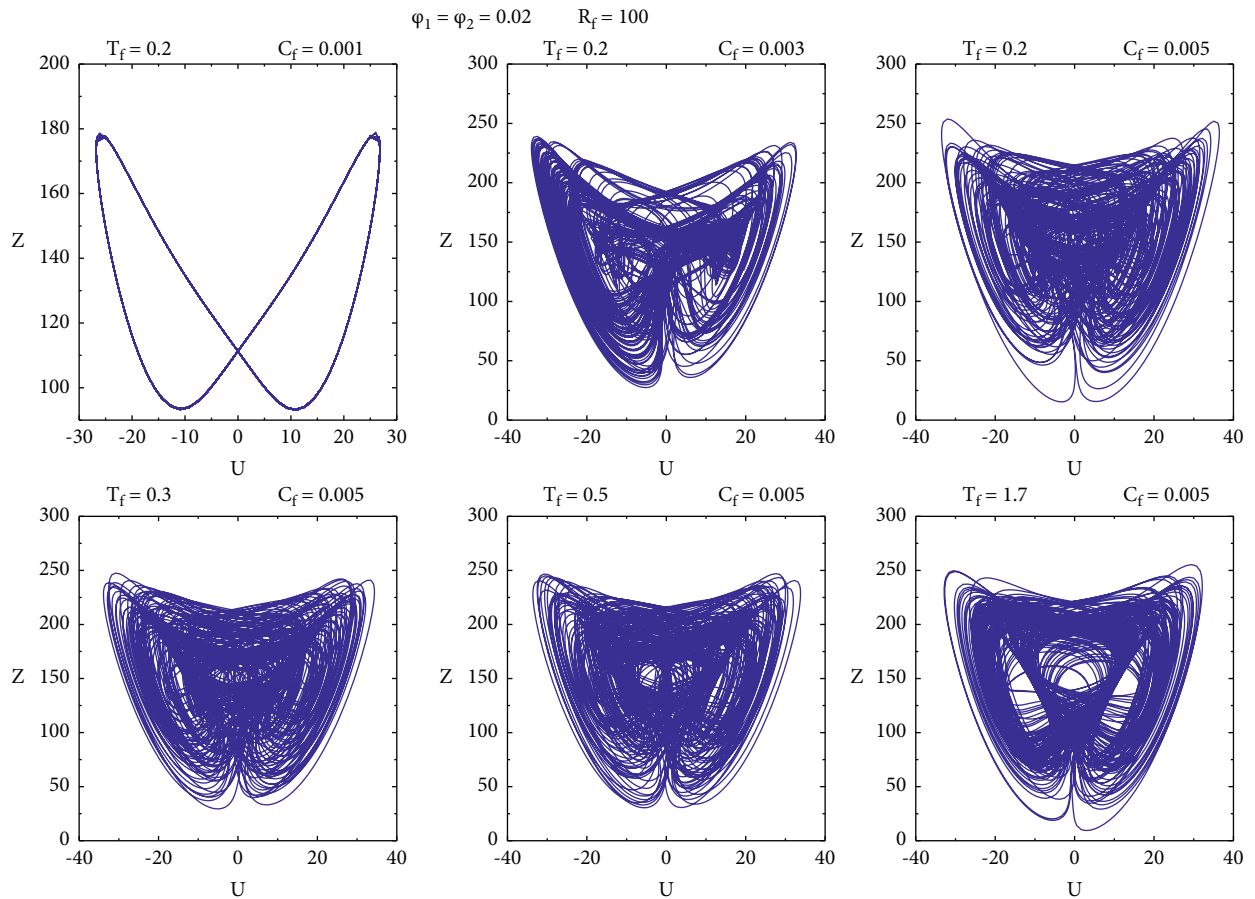 φ1 = φ2 = 0.02 Rf = 100
Tf = 0.2 Cf = 0.001
200
180
160
Z
140
120
100
-30 -20 -10 0 10 20 30
U
Tf = 0.2 Cf = 0.003
300
250
200
Z
150
100
50
0
-40 -20 0 20 40
U
Tf = 0.2 Cf = 0.005
300
250
200
Z
150
100
50
0
-40 -20 0 20 40
U
Tf = 0.3 Cf = 0.005
300
250
200
Z
150
100
50
0
-40 -20 0 20 40
U
Tf = 0.5 Cf = 0.005
300
250
200
Z
150
100
50
0
-40 -20 0 20 40
U
Tf = 1.7 Cf = 0.005
300
250
200
Z
150
100
50
0
-40 -20 0 20 40
U